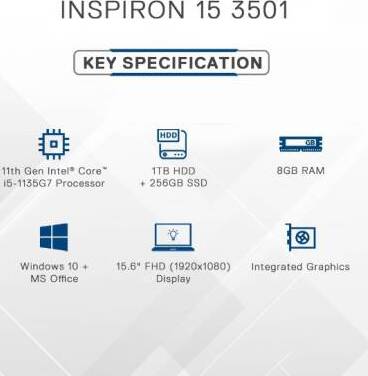 INSPIRON 15 3501
KEY SPECIFICATION
HDD
GB
11th Gen Intel® Core™
i5-1135G7 Processor
1TB HDD
+ 256GB SSD
8GB RAM
Windows 10 +
MS Office
15.6" FHD (1920x1080)
Display
Integrated Graphics